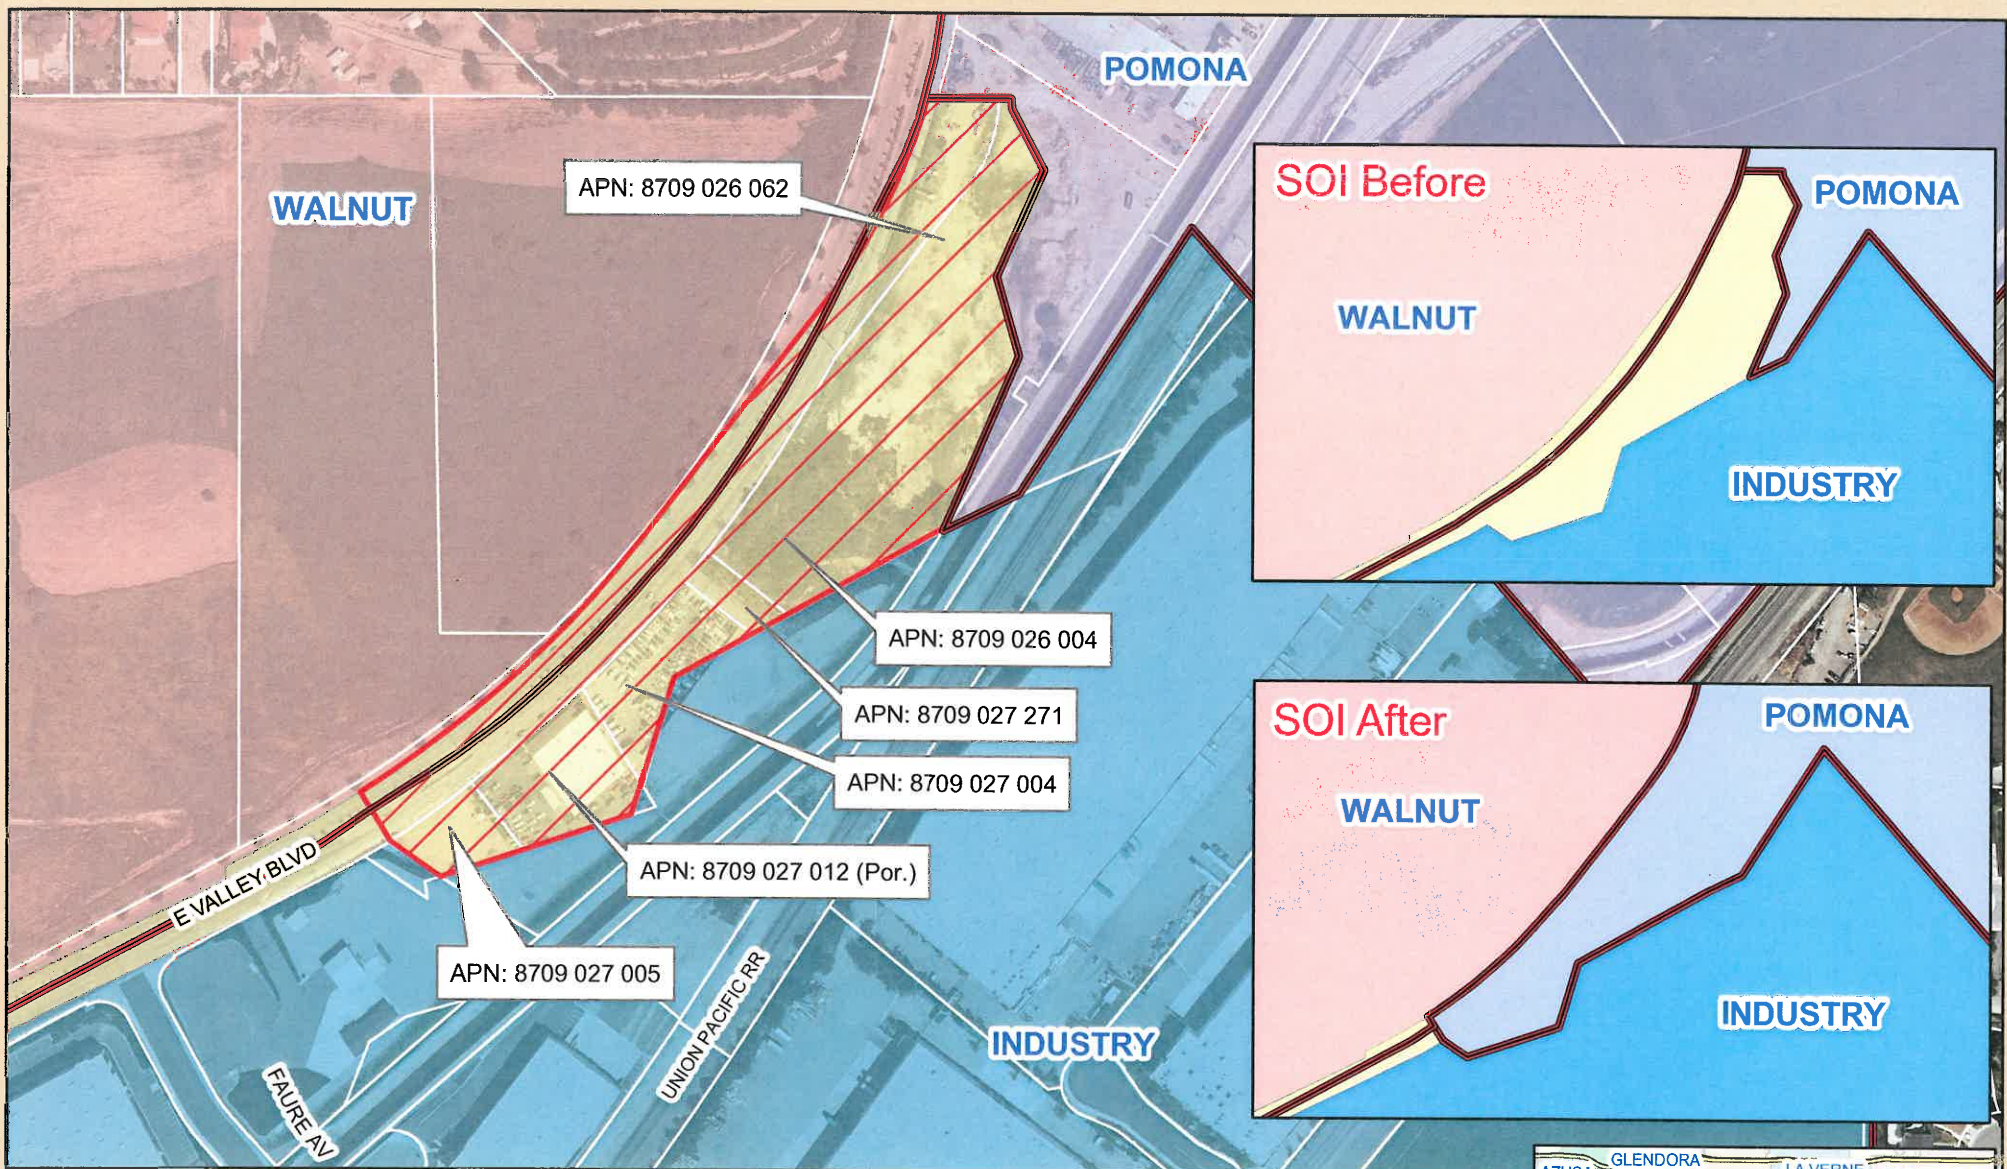 POMONA
WALNUT
APN: 8709 026 062
SOI Before
POMONA
WALNUT
INDUSTRY
APN: 8709 026 004
APN: 8709 027 271
APN: 8709 027 004
APN: 8709 027 012 (Por.)
APN: 8709 027 005
E VALLEY BLVD
UNION PACIFIC RR
FAURE AV
INDUSTRY
SOI After
POMONA
WALNUT
INDUSTRY
GLENDORA